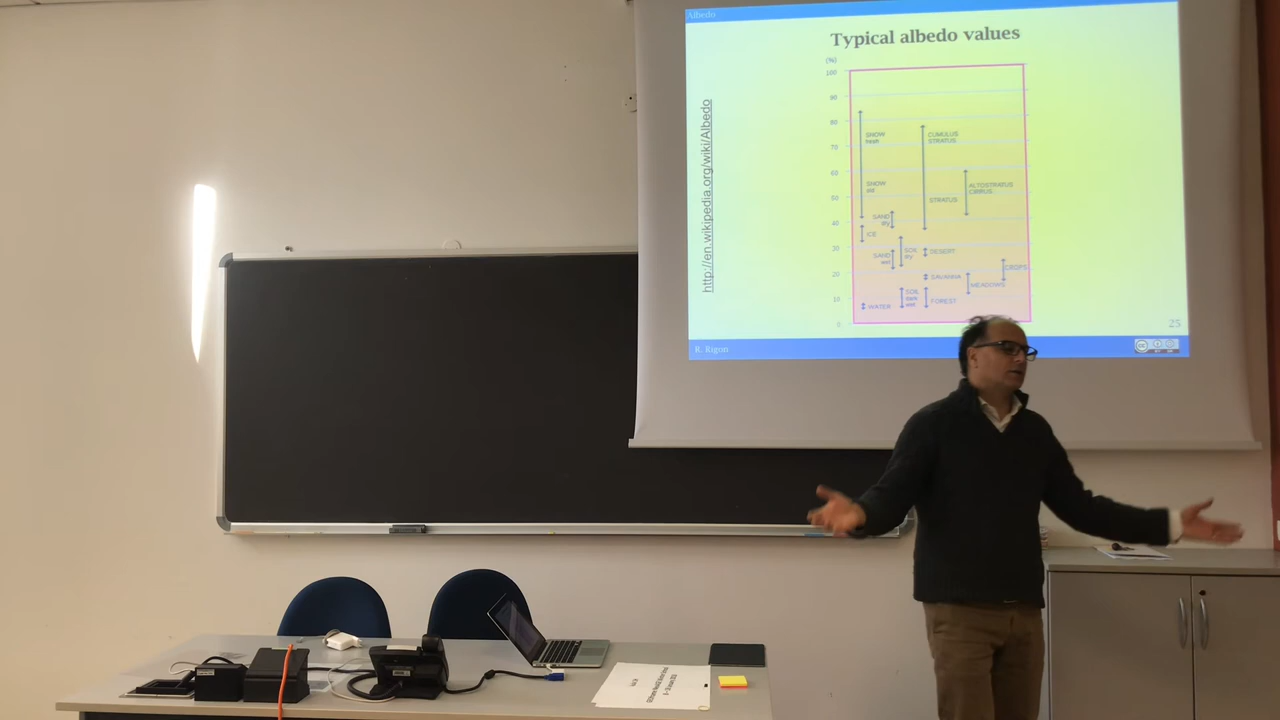 Albedo
Typical albedo values
http://en.wikipedia.org/wiki/Albedo
(%)
100
90
80
70
60
50
40
30
20
10
0
SNOW
fresh
CUMULUS
STRATUS
SNOW
old
ALTOSTRATUS
CIRRUS
STRATUS
SAND
dry
ICE
SAND
wet
SOIL
dry
DESERT
CROPS
SAVANNA
MEADOWS
SOIL
dark
wet
FOREST
WATER
25
R. Rigon